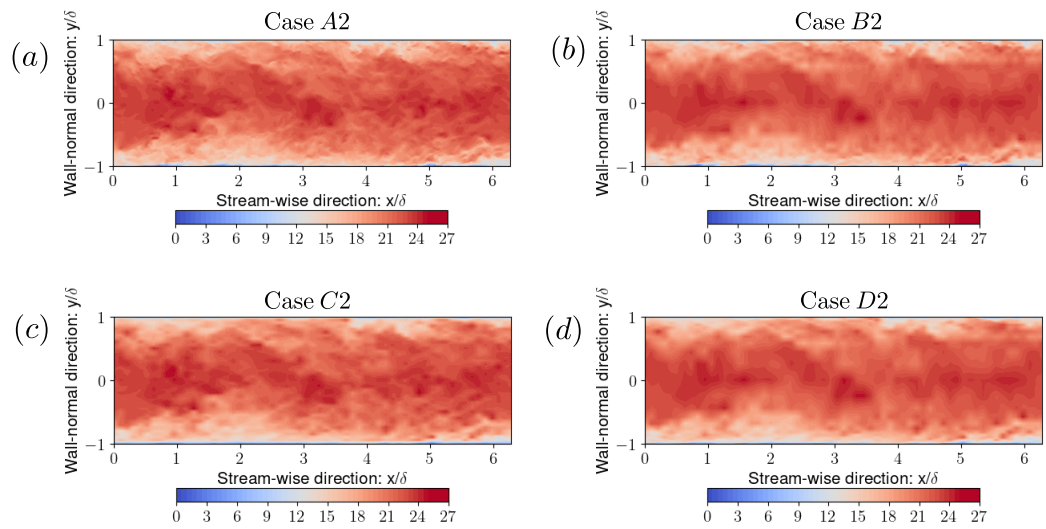 (a)
Case A2
Wall-normal direction: y/δ
1
0
−1
0 1 2 3 4 5 6
Stream-wise direction: x/δ
0 3 6 9 12 15 18 21 24 27
(b)
Case B2
Wall-normal direction: y/δ
1
0
−1
0 1 2 3 4 5 6
Stream-wise direction: x/δ
0 3 6 9 12 15 18 21 24 27
(c)
Case C2
Wall-normal direction: y/δ
1
0
−1
0 1 2 3 4 5 6
Stream-wise direction: x/δ
0 3 6 9 12 15 18 21 24 27
(d)
Case D2
Wall-normal direction: y/δ
1
0
−1
0 1 2 3 4 5 6
Stream-wise direction: x/δ
0 3 6 9 12 15 18 21 24 27